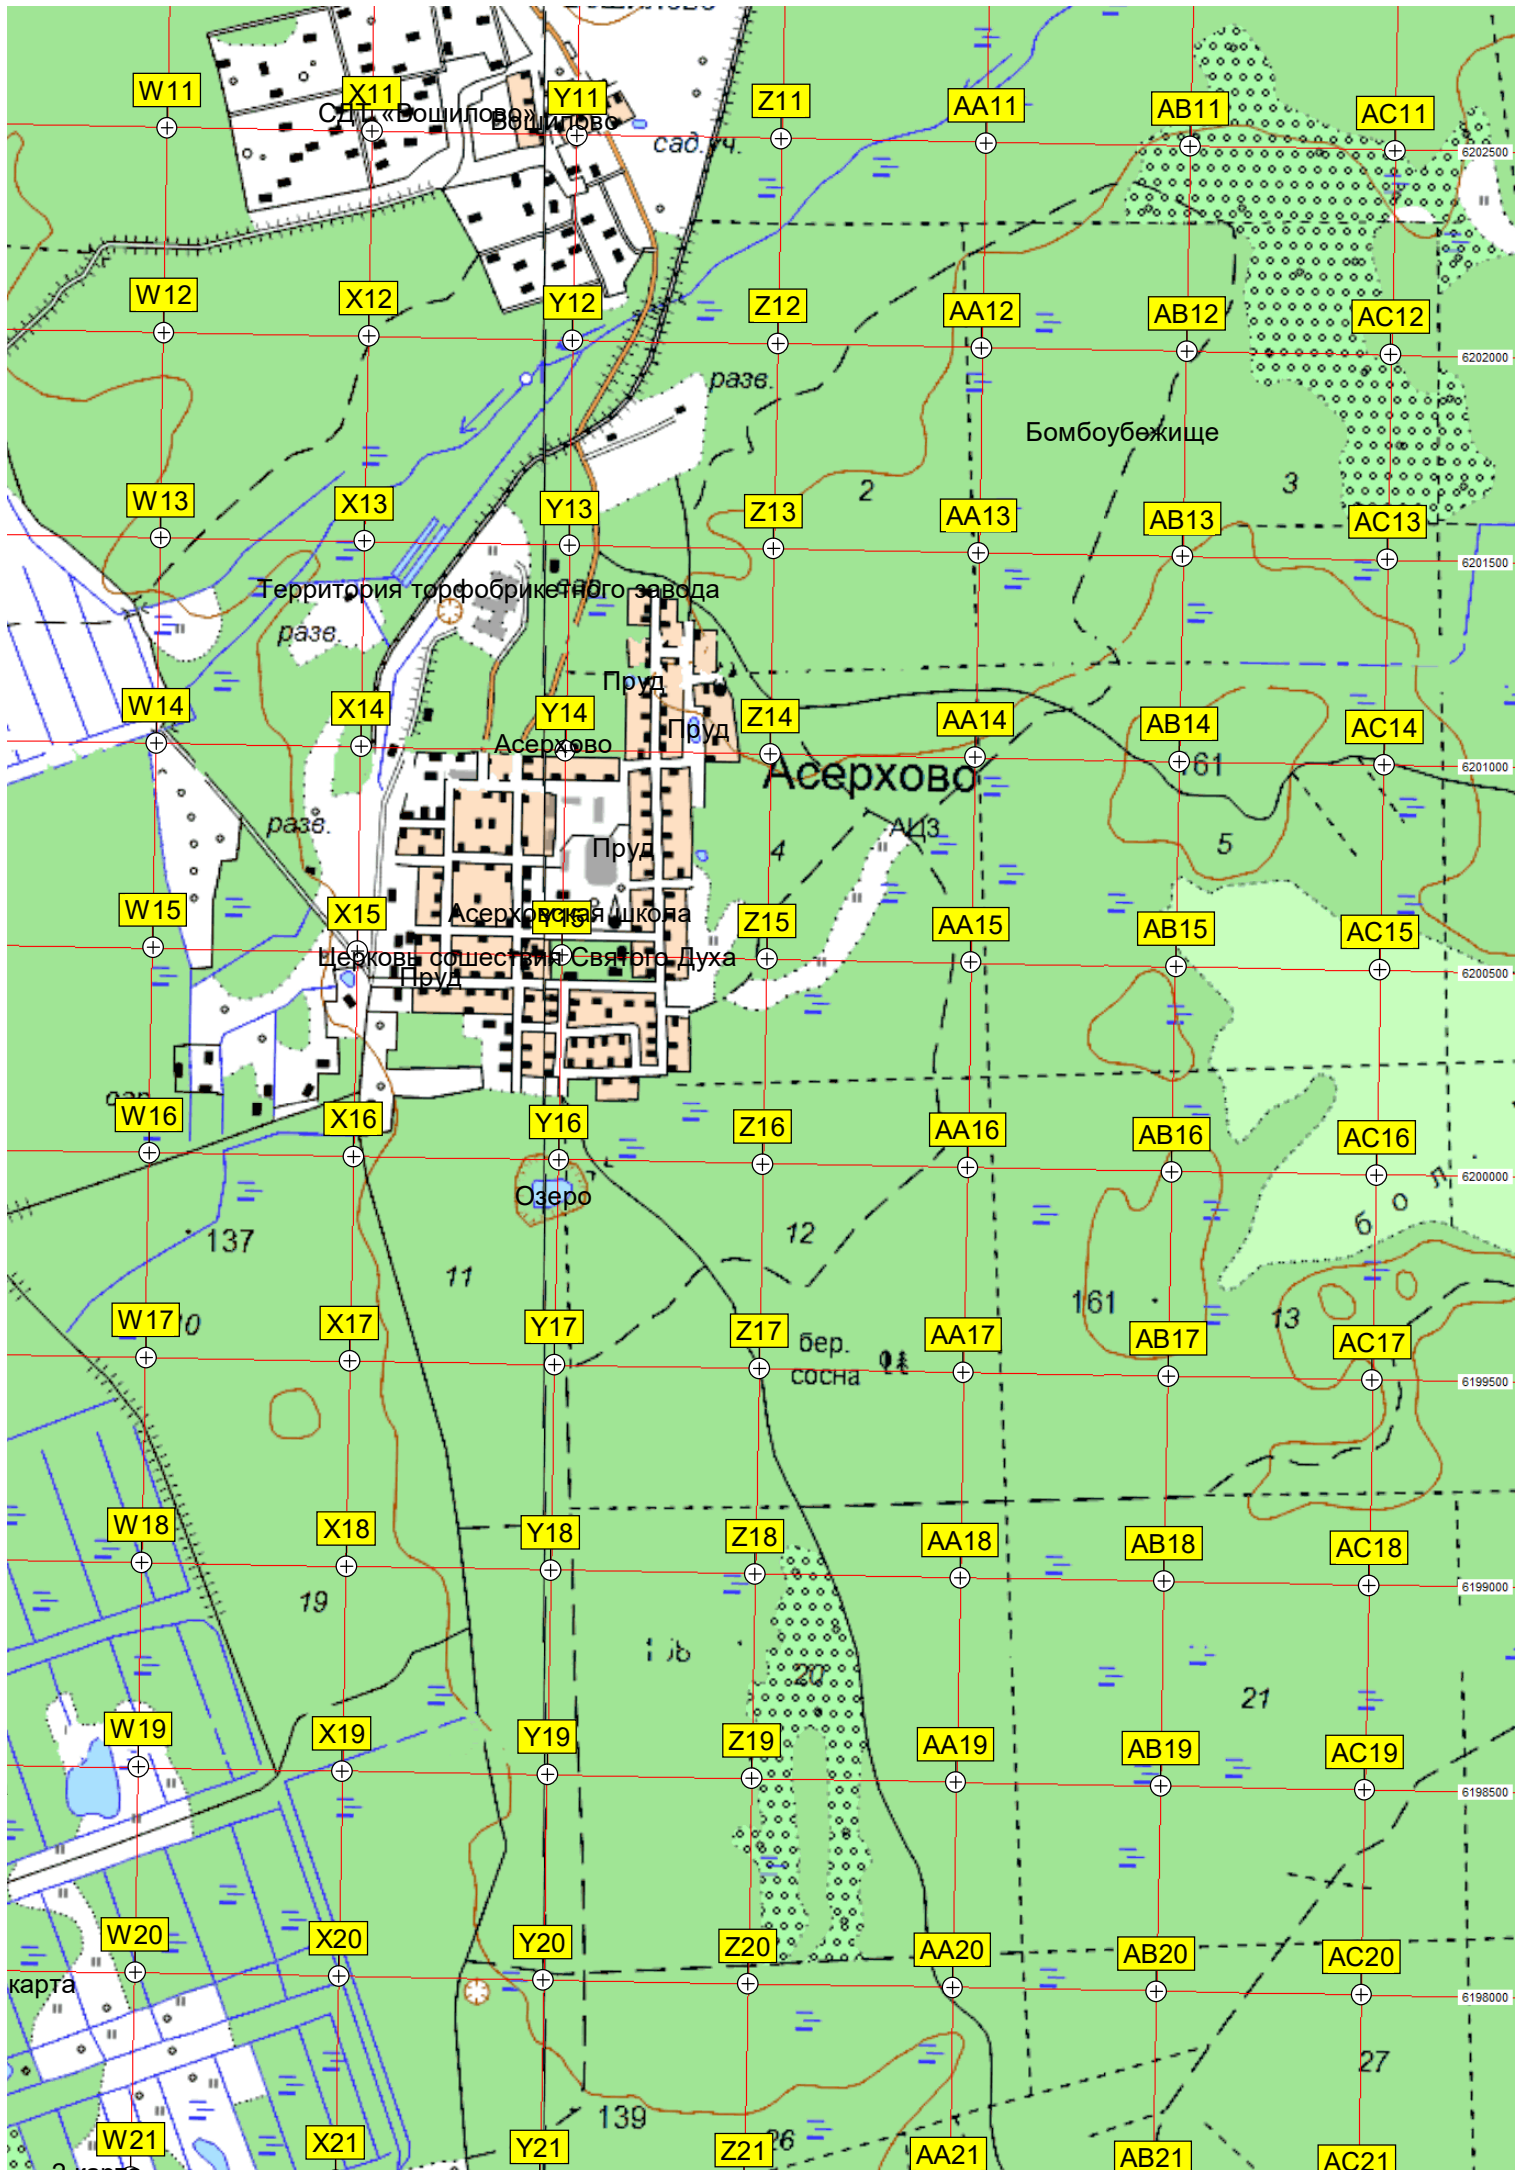 W11
X11
Y11
Z11
AA11
AB11
AC11
СДТ «Вошилово»
Вошилово
сад. уч.
6202500
W12
X12
Y12
Z12
AA12
AB12
AC12
6202000
разв.
Бомбоубежище
2
3
W13
X13
Y13
Z13
AA13
AB13
AC13
6201500
Территория торфобрикетного завода
разв.
Пруд
W14
X14
Y14
Z14
AA14
AB14
AC14
Пруд
Асерхово
Асерхово
161
6201000
разв.
АЦЗ
4
Пруд
5
W15
X15
Y15
Z15
AA15
AB15
AC15
Асерховская школа
Церковь сошествия Святого Духа
Пруд
6200500
W16
X16
Y16
Z16
AA16
AB16
AC16
6200000
Озеро
бол.
137
12
11
161
13
10
W17
X17
Y17
Z17
AA17
AB17
AC17
бер.
сосна
6199500
W18
X18
Y18
Z18
AA18
AB18
AC18
6199000
19
20
21
W19
X19
Y19
Z19
AA19
AB19
AC19
6198500
W20
X20
Y20
Z20
AA20
AB20
AC20
карта
6198000
27
139
26
W21
X21
Y21
Z21
AA21
AB21
AC21